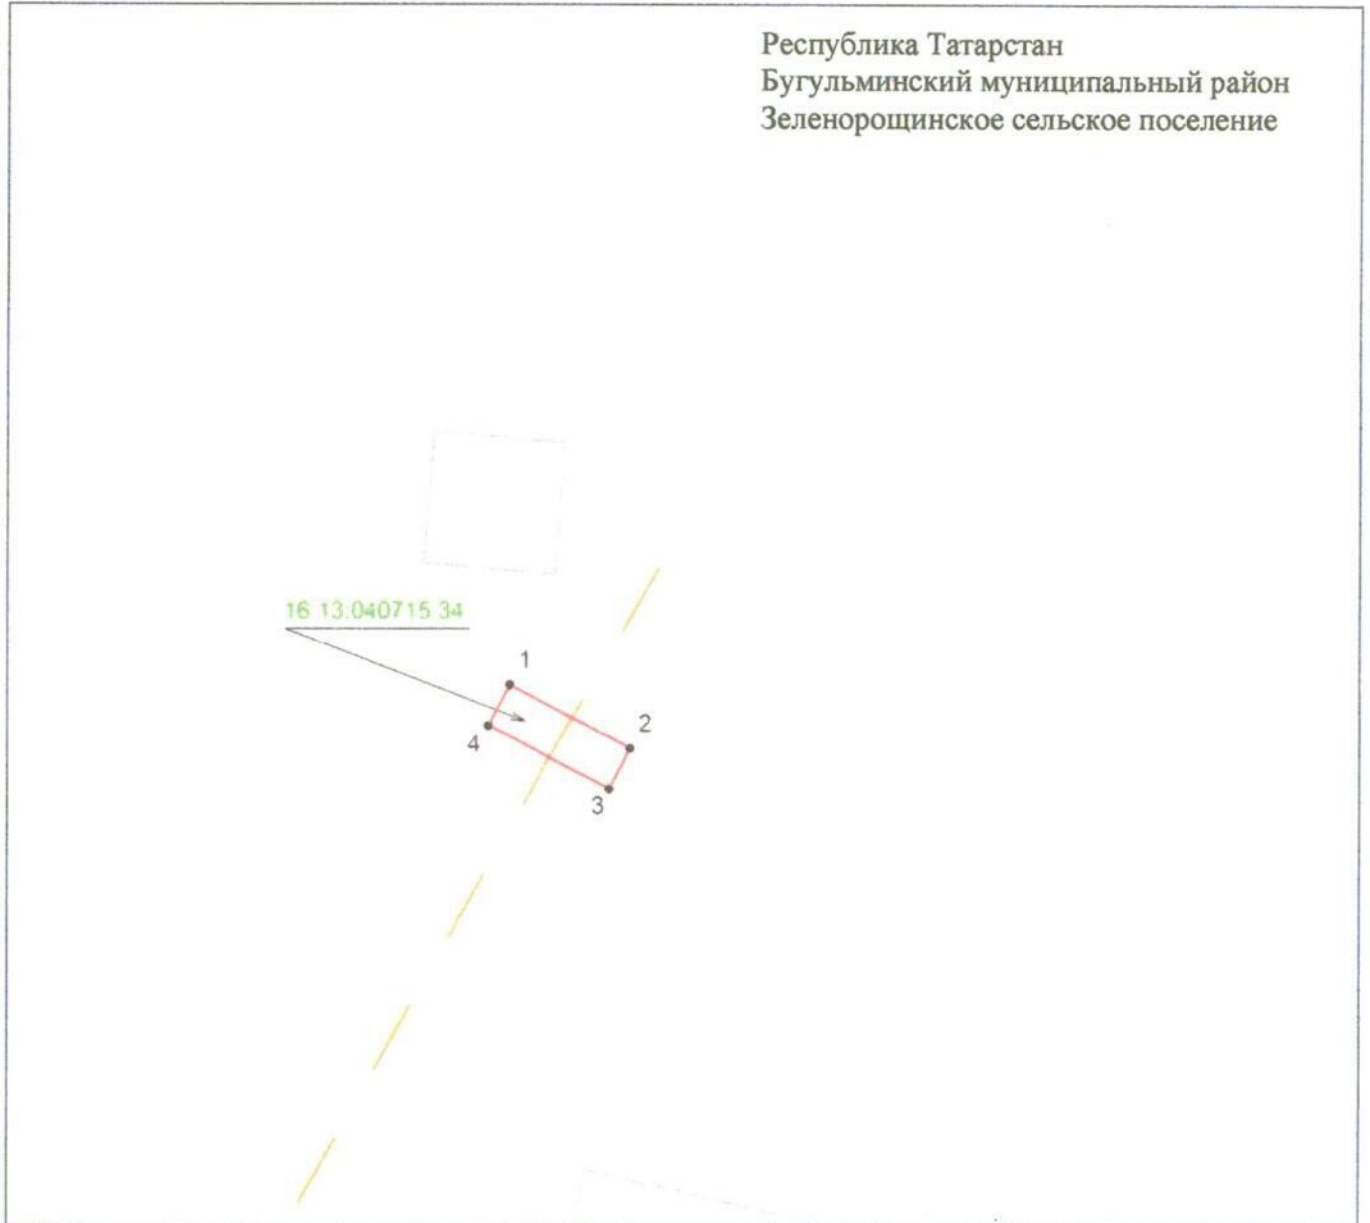 Республика Татарстан
Бугульминский муниципальный район
Зеленорощинское сельское поселение
16 13.040715 34
1
2
4
3